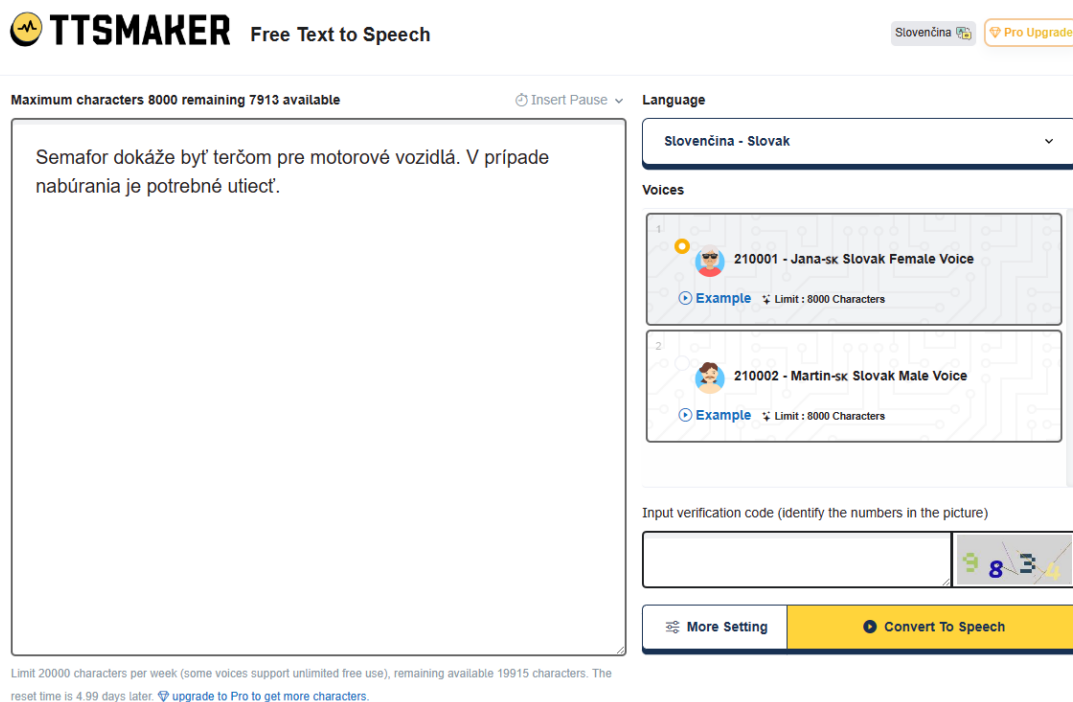 TTSMAKER Free Text to Speech
Slovenčina
Pro Upgrade
Maximum characters 8000 remaining 7913 available
Insert Pause
Semafor dokáže byť terčom pre motorové vozidlá. V prípade
nabúrania je potrebné utiecť.
Limit 20000 characters per week (some voices support unlimited free use), remaining available 19915 characters. The
reset time is 4.99 days later. upgrade to Pro to get more characters.
Language
Slovenčina - Slovak
Voices
1
210001 - Jana-SK Slovak Female Voice
Example Limit : 8000 Characters
2
210002 - Martin-SK Slovak Male Voice
Example Limit : 8000 Characters
Input verification code (identify the numbers in the picture)
9 8 3 4
More Setting
Convert To Speech